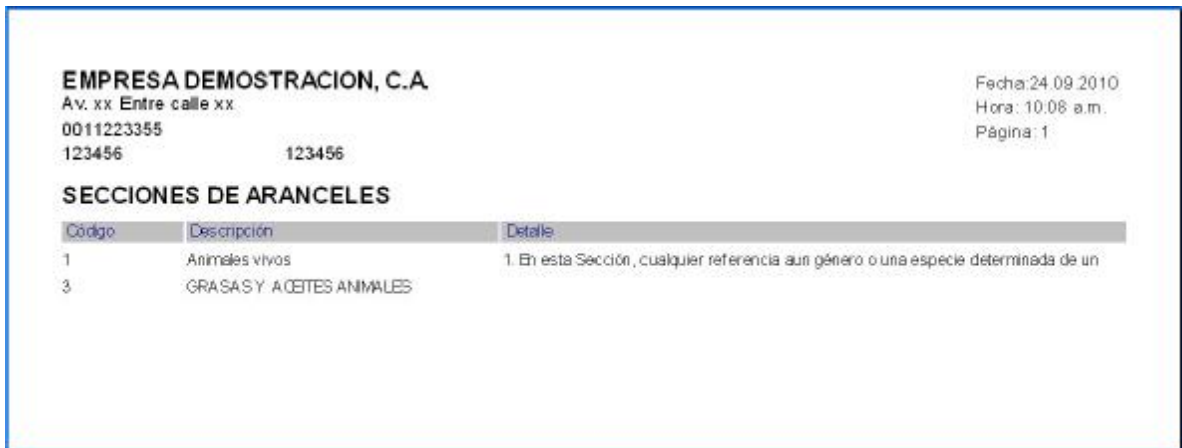 EMPRESA DEMOSTRACION, C.A.
Av. xx Entre calle xx
0011223355
123456 123456
Fecha:24.09.2010
Hora: 10.08 a.m.
Página: 1
SECCIONES DE ARANCELES
Código Descripción Detalle
1 Animales vivos 1. En esta Sección, cualquier referencia aun género o una especie determinada de un
3 GRASAS Y ACEITES ANIMALES